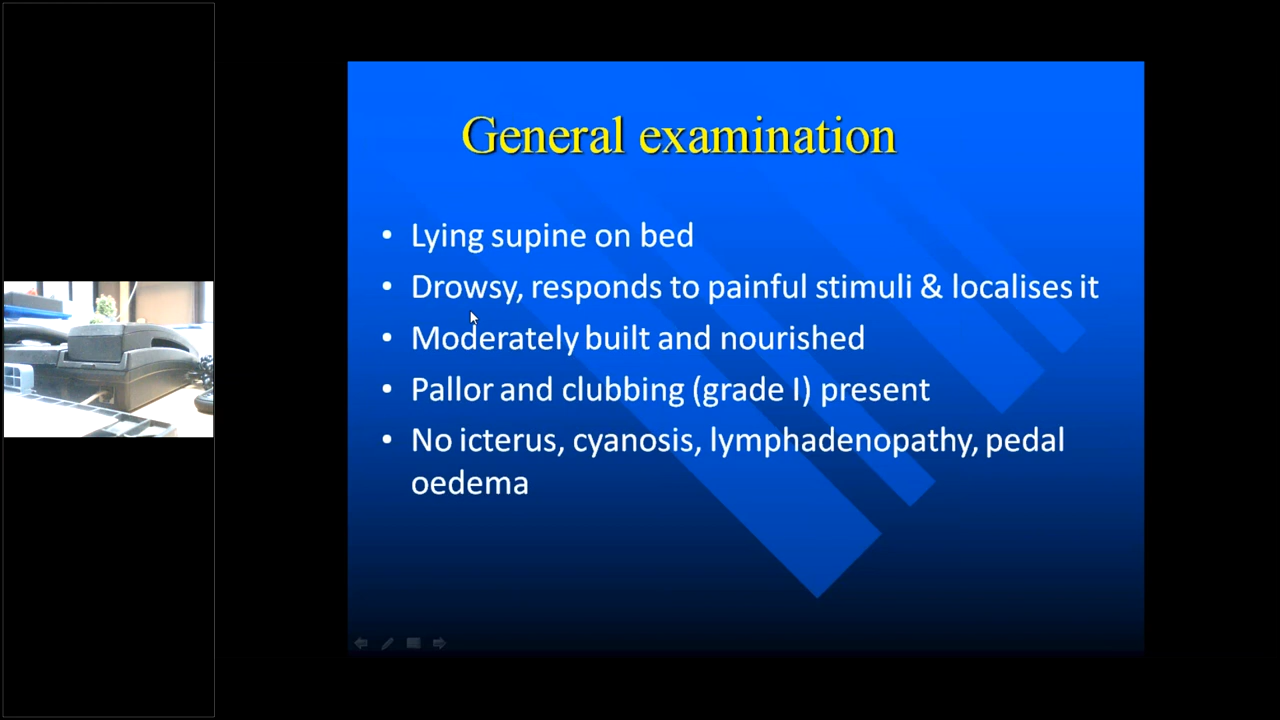 General examination
• Lying supine on bed
• Drowsy, responds to painful stimuli & localises it
• Moderately built and nourished
• Pallor and clubbing (grade I) present
• No icterus, cyanosis, lymphadenopathy, pedal
oedema